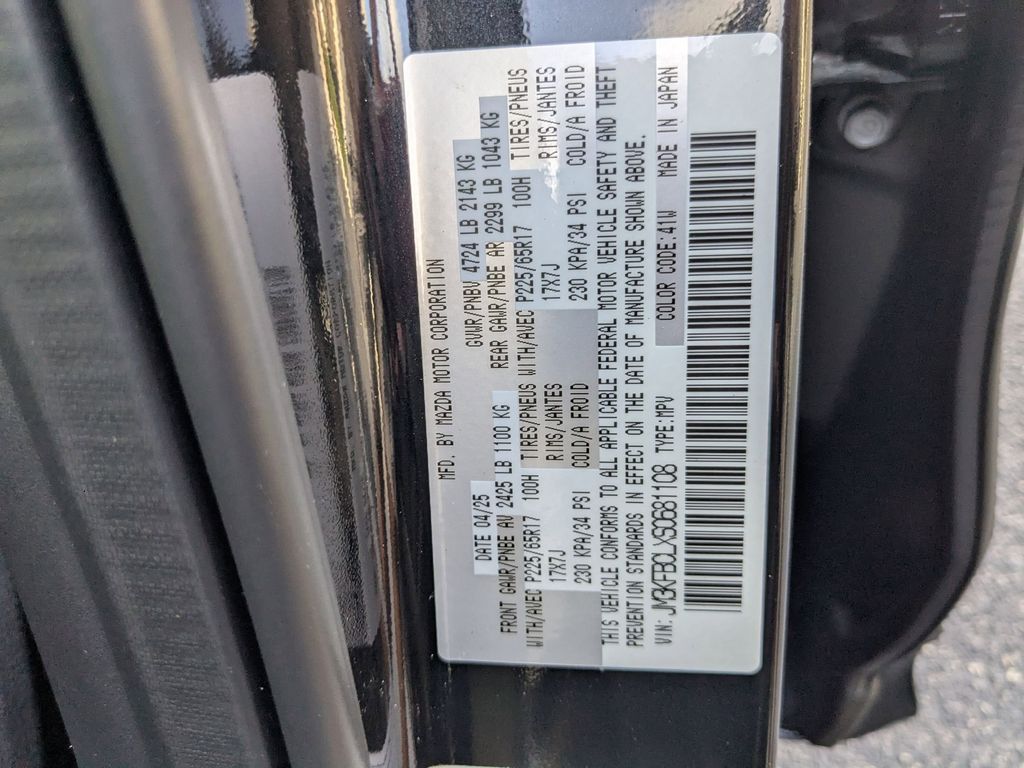 MFD. BY MAZDA MOTOR CORPORATION
DATE 04/25 GVWR/PNBV 4724 LB 2143 KG
FRONT GAWR/PNBE AV 2425 LB 1100 KG REAR GAWR/PNBE AR 2299 LB 1043 KG
WITH/AVEC P225/65R17 100H TIRES/PNEUS WITH/AVEC P225/65R17 100H TIRES/PNEUS
17X7J RIMS/JANTES 17X7J RIMS/JANTES
230 KPA/34 PSI COLD/A FROID 230 KPA/34 PSI COLD/A FROID
THIS VEHICLE CONFORMS TO ALL APPLICABLE FEDERAL MOTOR VEHICLE SAFETY AND THEFT
PREVENTION STANDARDS IN EFFECT ON THE DATE OF MANUFACTURE SHOWN ABOVE.
VIN: JM3KFBCLXS0681108 TYPE:MPV COLOR CODE:41W MADE IN JAPAN